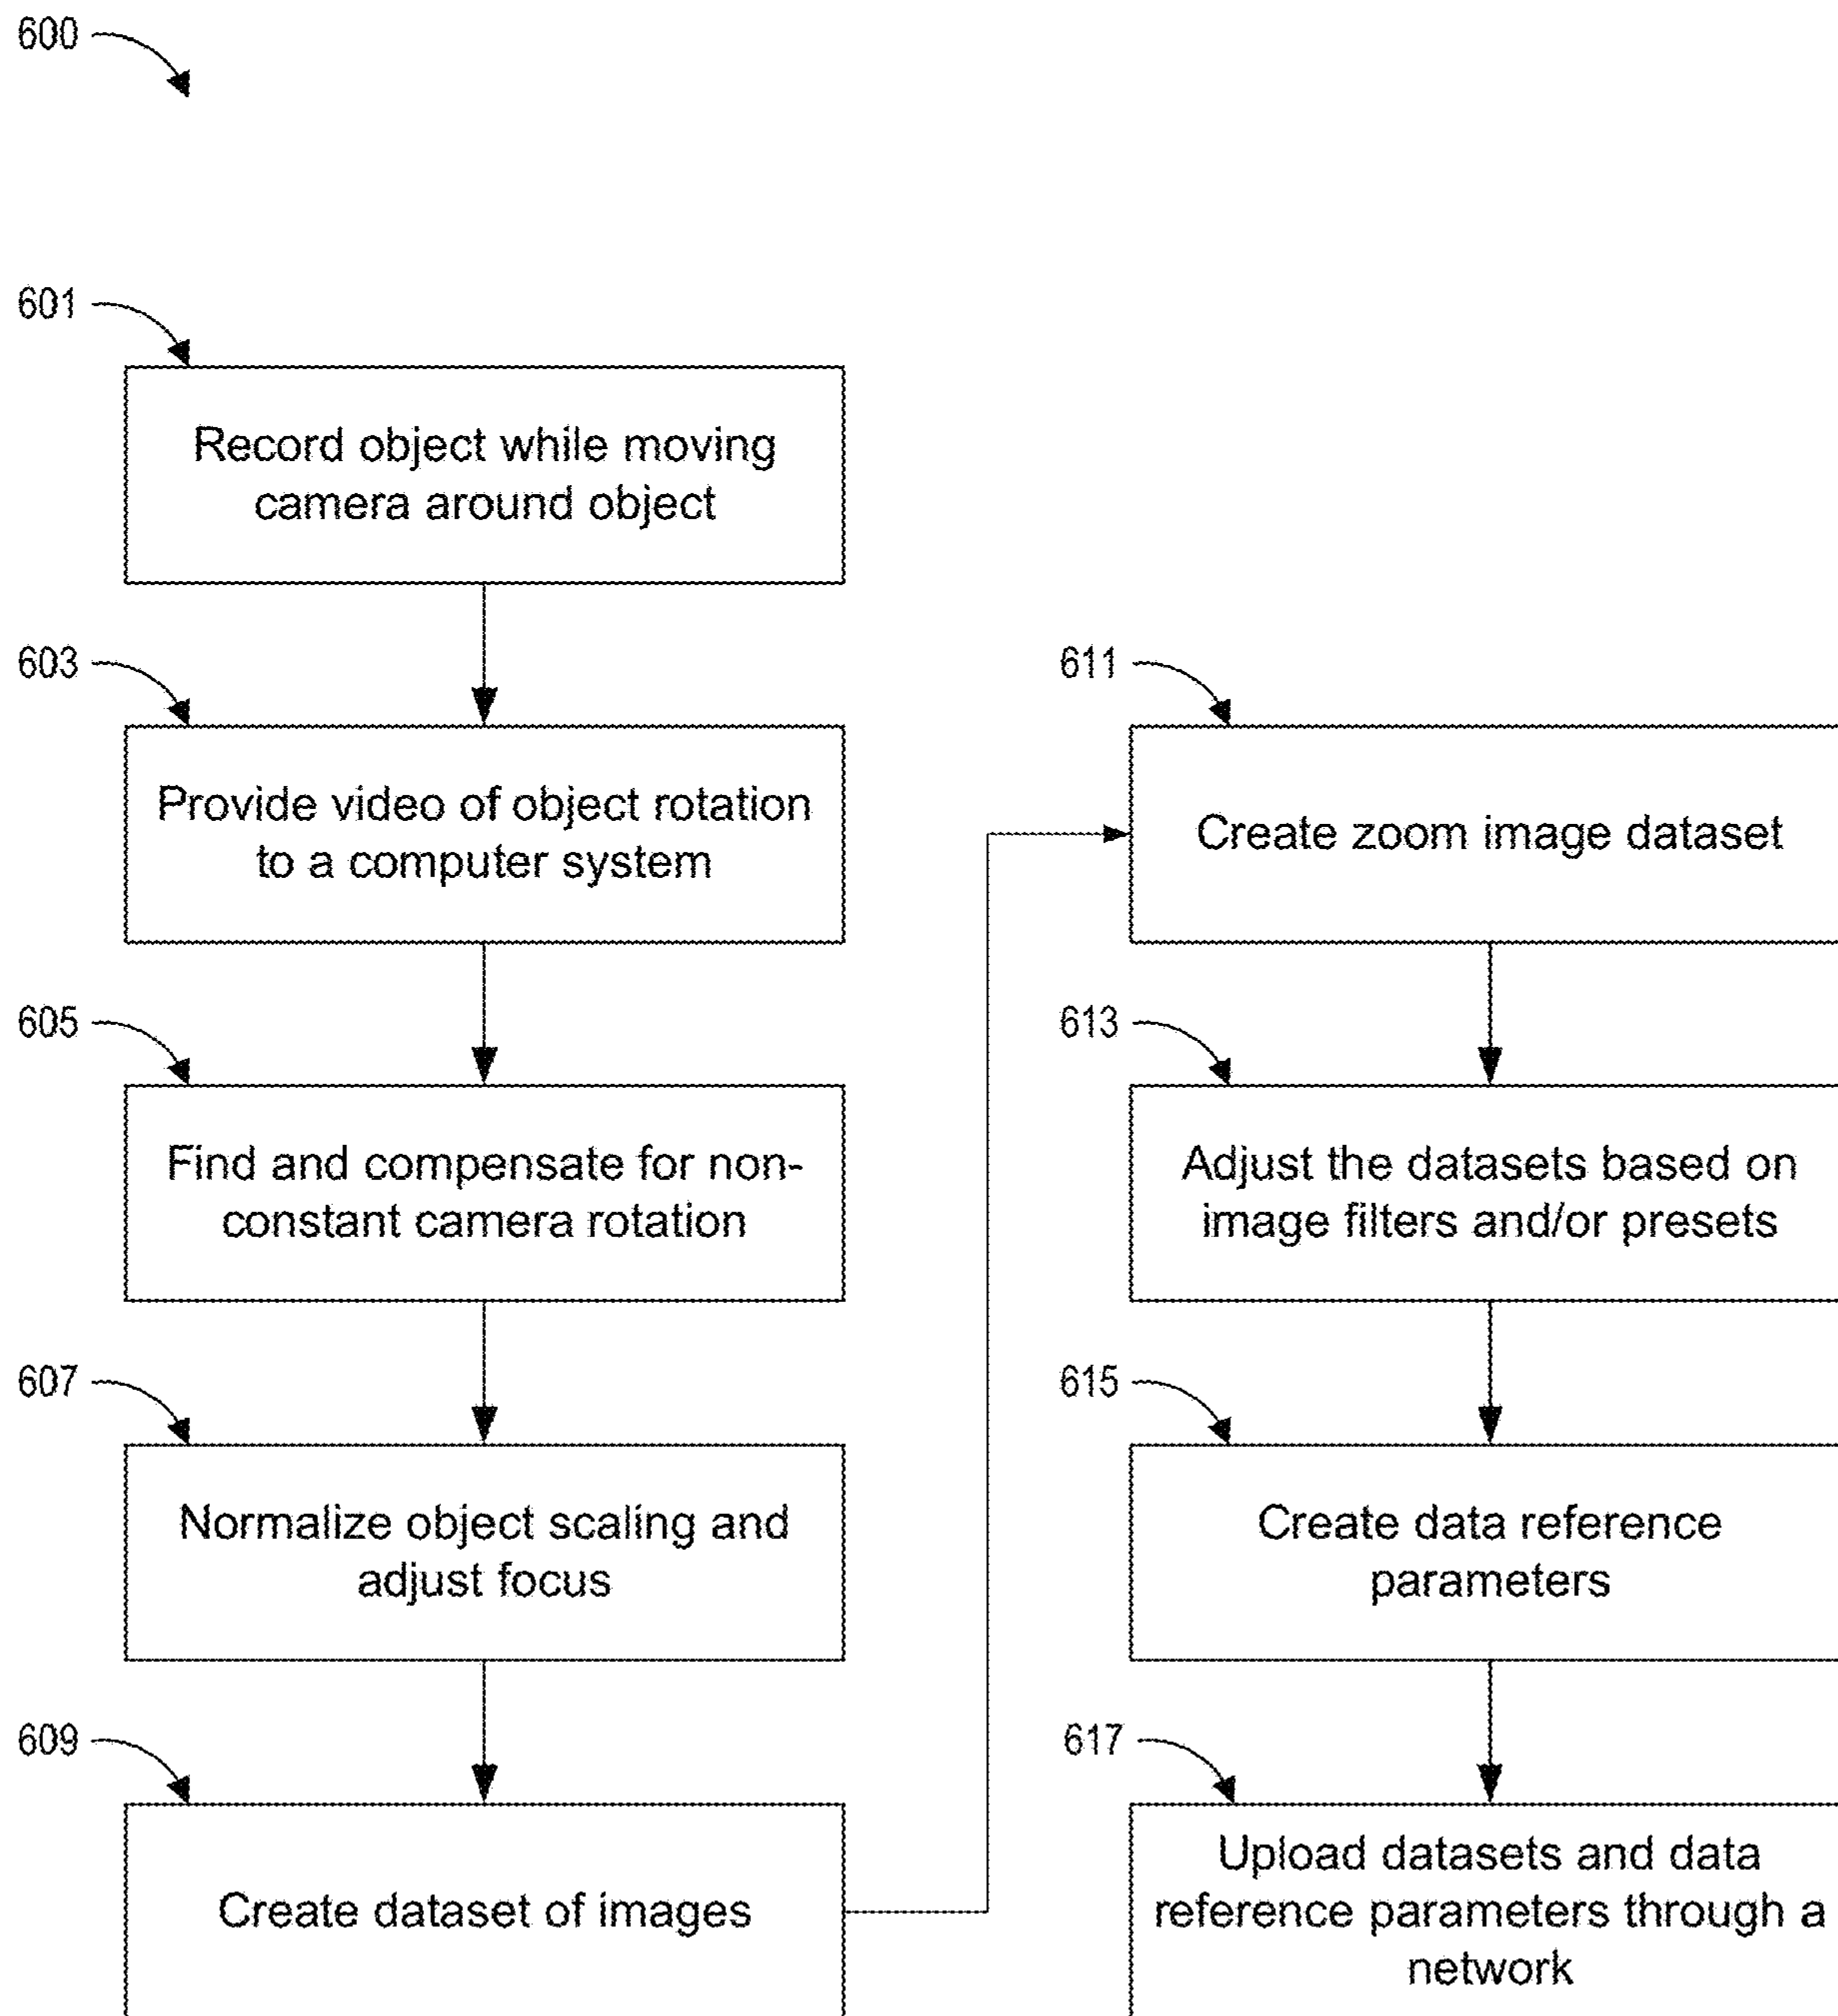 600
601
Record object while moving
camera around object
603
Provide video of object rotation
to a computer system
605
Find and compensate for non-
constant camera rotation
607
Normalize object scaling and
adjust focus
609
Create dataset of images
611
Create zoom image dataset
613
Adjust the datasets based on
image filters and/or presets
615
Create data reference
parameters
617
Upload datasets and data
reference parameters through a
network